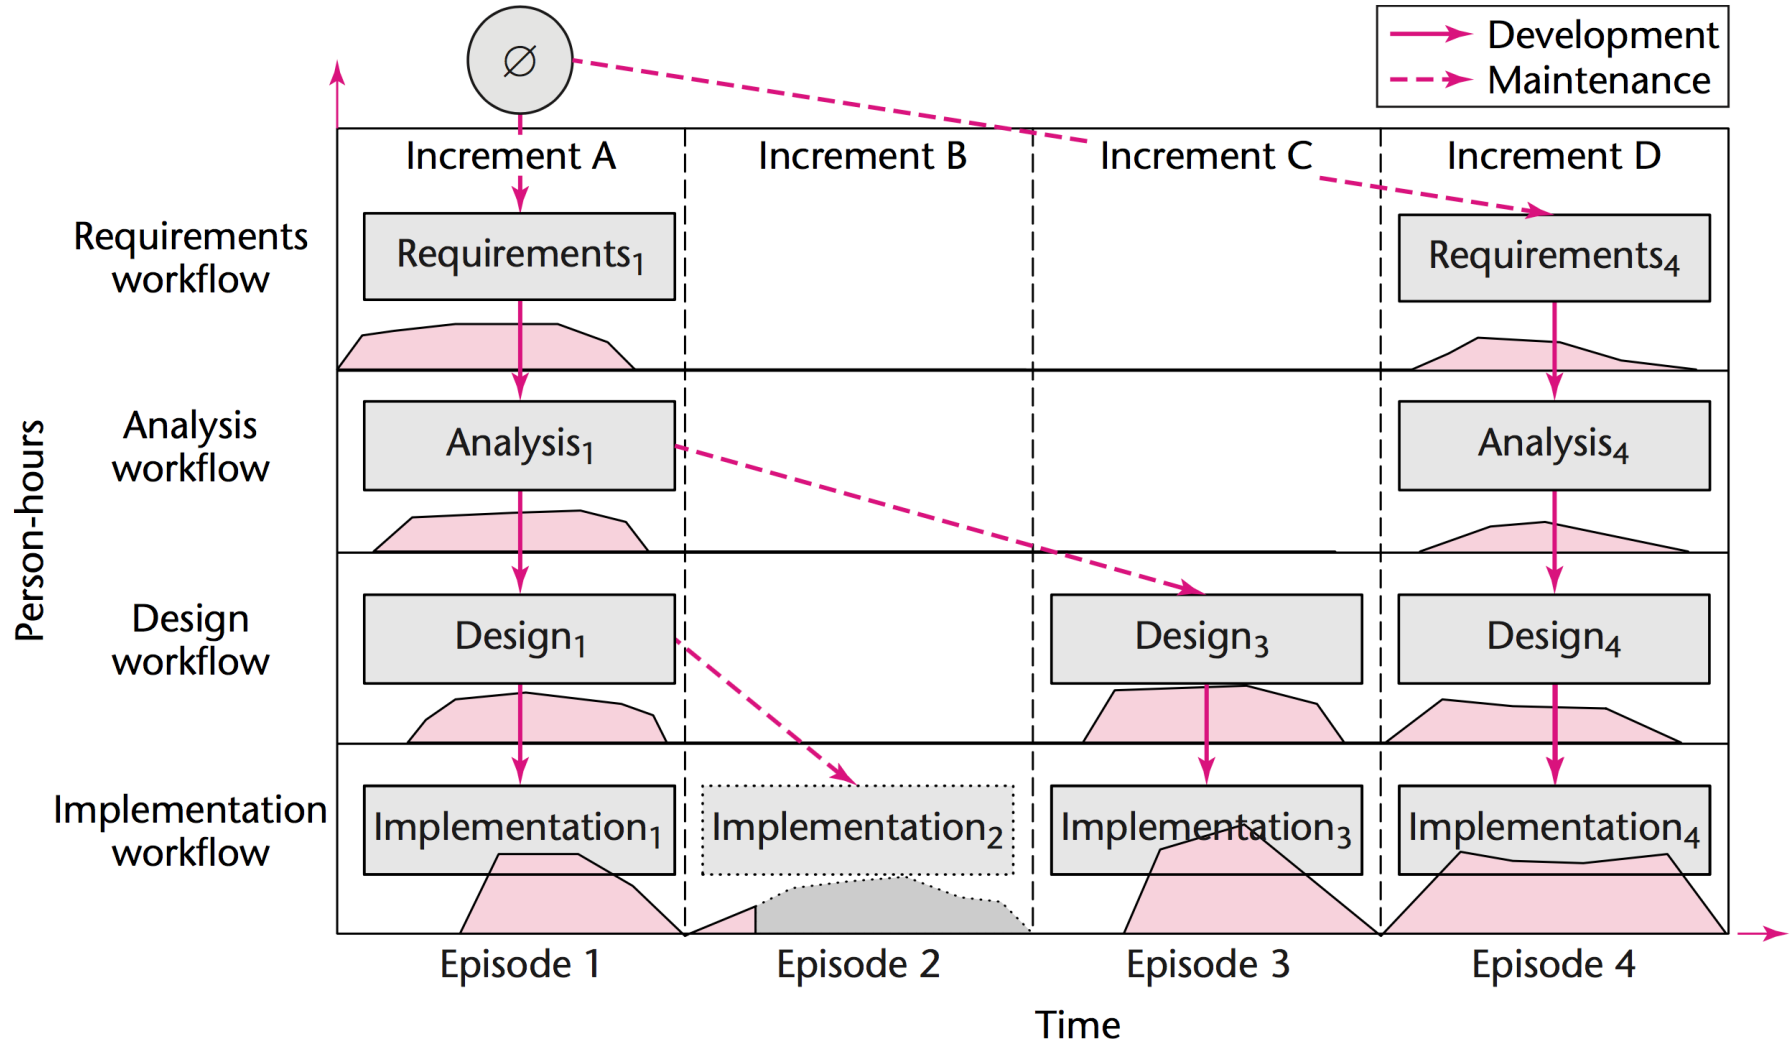 Development
Maintenance
∅
Increment A
Increment B
Increment C
Increment D
Requirements
workflow
Requirements₁
Requirements₄
Analysis
workflow
Analysis₁
Analysis₄
Person-hours
Design
workflow
Design₁
Design₃
Design₄
Implementation
workflow
Implementation₁
Implementation₂
Implementation₃
Implementation₄
Episode 1
Episode 2
Episode 3
Episode 4
Time